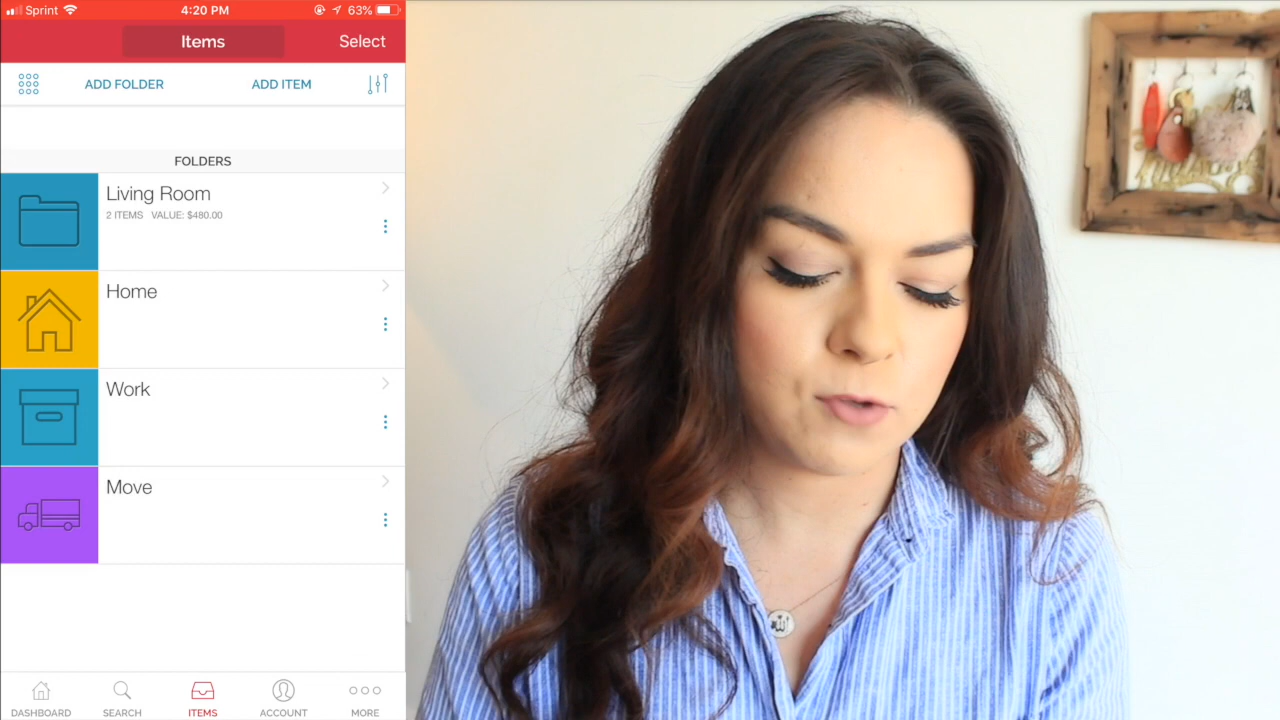 Sprint 4:20 PM 63%
Items Select
ADD FOLDER ADD ITEM
FOLDERS
Living Room
2 ITEMS VALUE: $480.00
Home
Work
Move
DASHBOARD SEARCH ITEMS ACCOUNT MORE